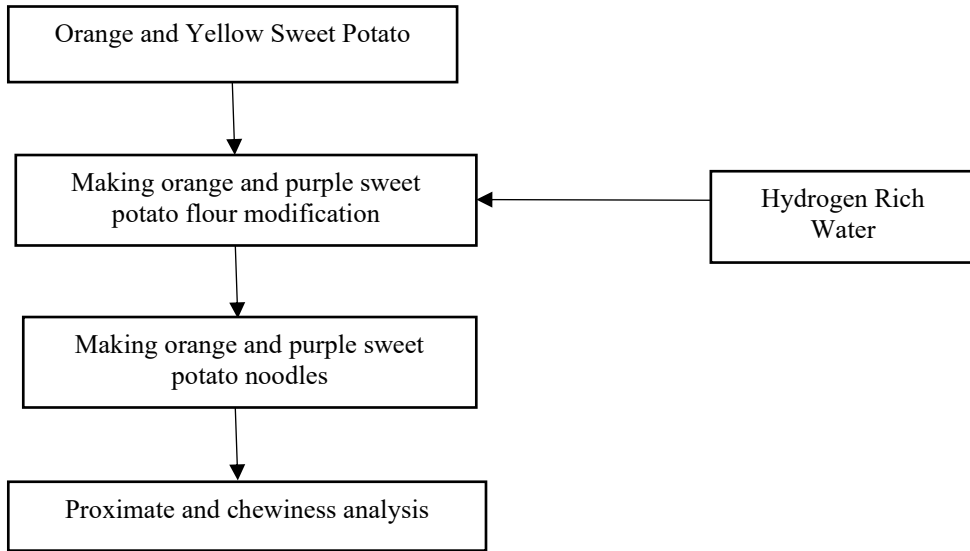 Orange and Yellow Sweet Potato
Making orange and purple sweet
potato flour modification
Hydrogen Rich
Water
Making orange and purple sweet
potato noodles
Proximate and chewiness analysis